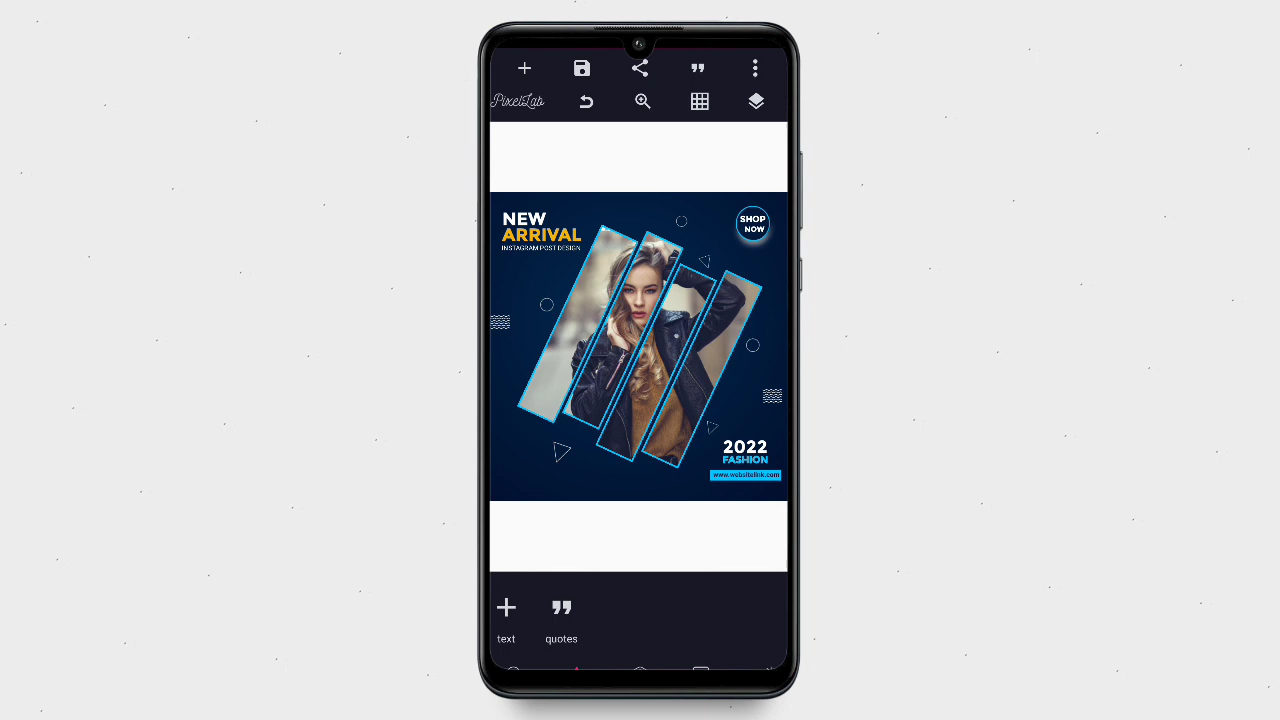 PixelLab
NEW
ARRIVAL
INSTAGRAM POST DESIGN
SHOP
NOW
2022
FASHION
www.websitelink.com
text
quotes